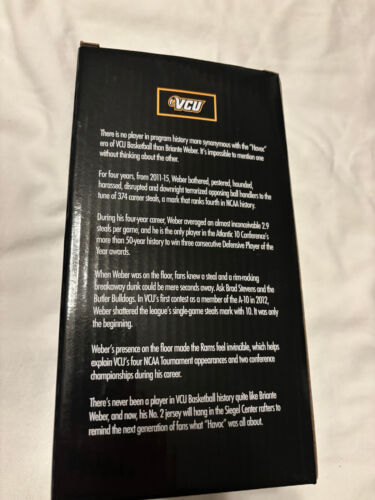 VCU
There is no player in program history more synonymous with the "Havoc"
era of VCU Basketball than Briante Weber. It's impossible to mention one
without thinking about the other.
For four years, from 2011-15, Weber bothered, pestered, hounded,
harassed, disrupted and downright terrorized opposing ball handlers to the
tune of 374 career steals, a mark that ranks fourth in NCAA history.
During his four-year career, Weber averaged an almost inconceivable 2.9
steals per game, and he is the only player in the Atlantic 10 Conference's
more than 50-year history to win three consecutive Defensive Player of the
Year awards.
When Weber was on the floor, fans knew a steal and a rim-rocking
breakaway dunk could be mere seconds away. Ask Brad Stevens and the
Butler Bulldogs. In VCU's first contest as a member of the A-10 in 2012,
Weber shattered the league's single-game steals mark with 10. It was only
the beginning.
Weber's presence on the floor made the Rams feel invincible, which helps
explain VCU's four NCAA Tournament appearances and two conference
championships during his career.
There's never been a player in VCU Basketball history quite like Briante
Weber, and now, his No. 2 jersey will hang in the Siegel Center rafters to
remind the next generation of fans what "Havoc" was all about.